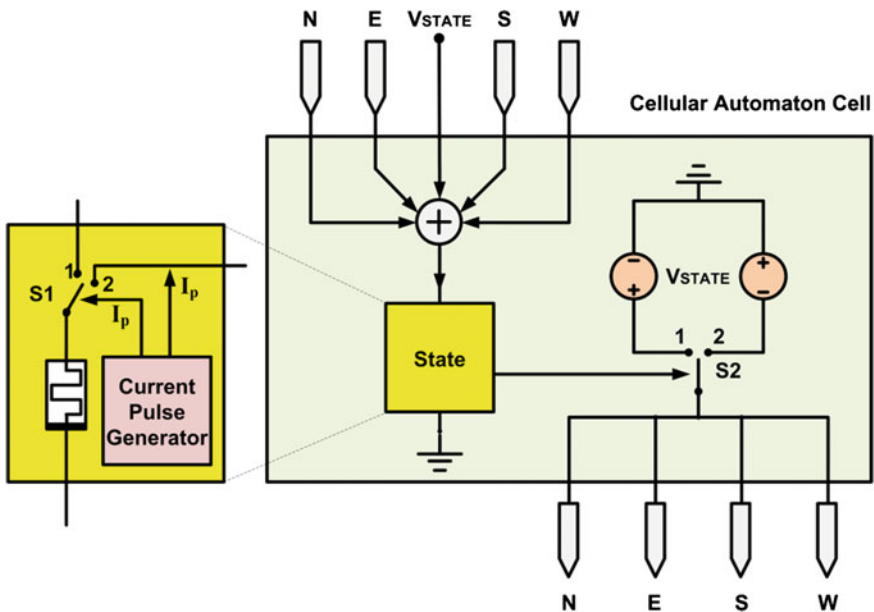 N E VSTATE S W
Cellular Automaton Cell
+
1 2
S1
Ip
Ip
Current
Pulse
Generator
State
- +
VSTATE
+ -
1 2
S2
N E S W